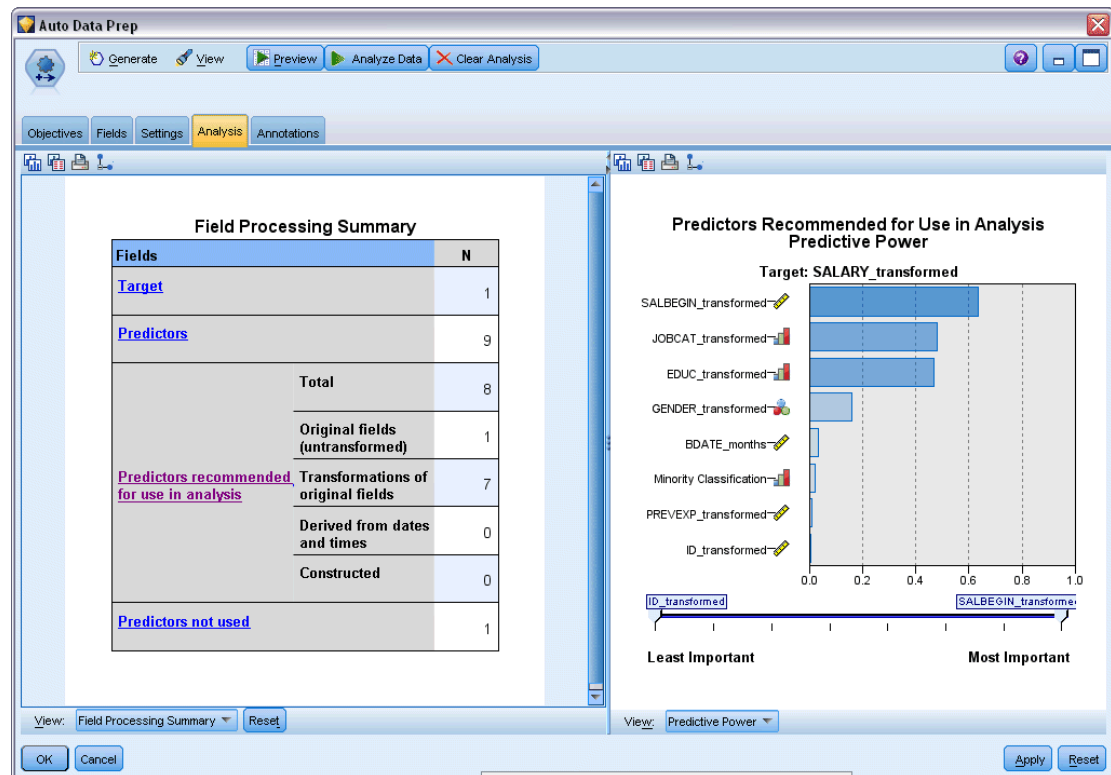 Auto Data Prep
Generate View Preview Analyze Data Clear Analysis
Objectives Fields Settings Analysis Annotations
Field Processing Summary
Fields N
Target 1
Predictors 9
Predictors recommended for use in analysis
Total 8
Original fields (untransformed) 1
Transformations of original fields 7
Derived from dates and times 0
Constructed 0
Predictors not used 1
View: Field Processing Summary Reset
Predictors Recommended for Use in Analysis
Predictive Power
Target: SALARY_transformed
SALBEGIN_transformed
JOBCAT_transformed
EDUC_transformed
GENDER_transformed
BDATE_months
Minority Classification
PREVEXP_transformed
ID_transformed
0.0 0.2 0.4 0.6 0.8 1.0
ID_transformed SALBEGIN_transforme
Least Important Most Important
View: Predictive Power
OK Cancel Apply Reset